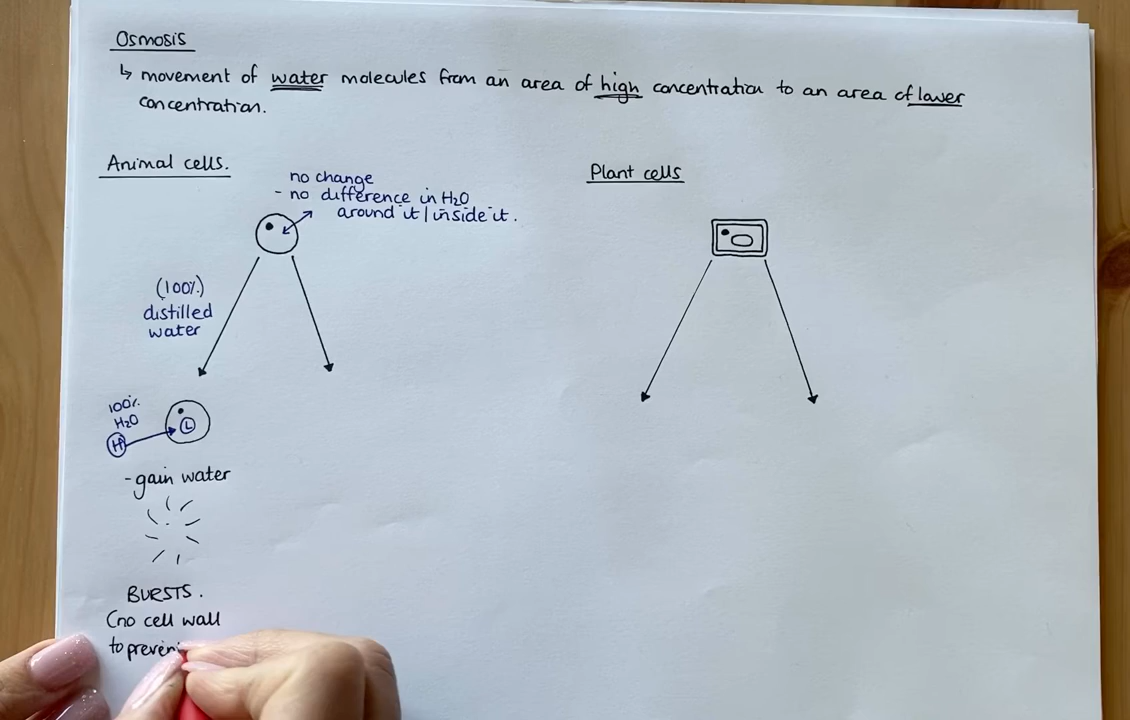 Osmosis
↳ movement of water molecules from an area of high concentration to an area of lower
concentration.
Animal cells.
no change
- no difference in H₂O
around it / inside it.
(100%)
distilled
water
100%
H₂O
H
L
- gain water
BURSTS.
(no cell wall
to preven
Plant cells